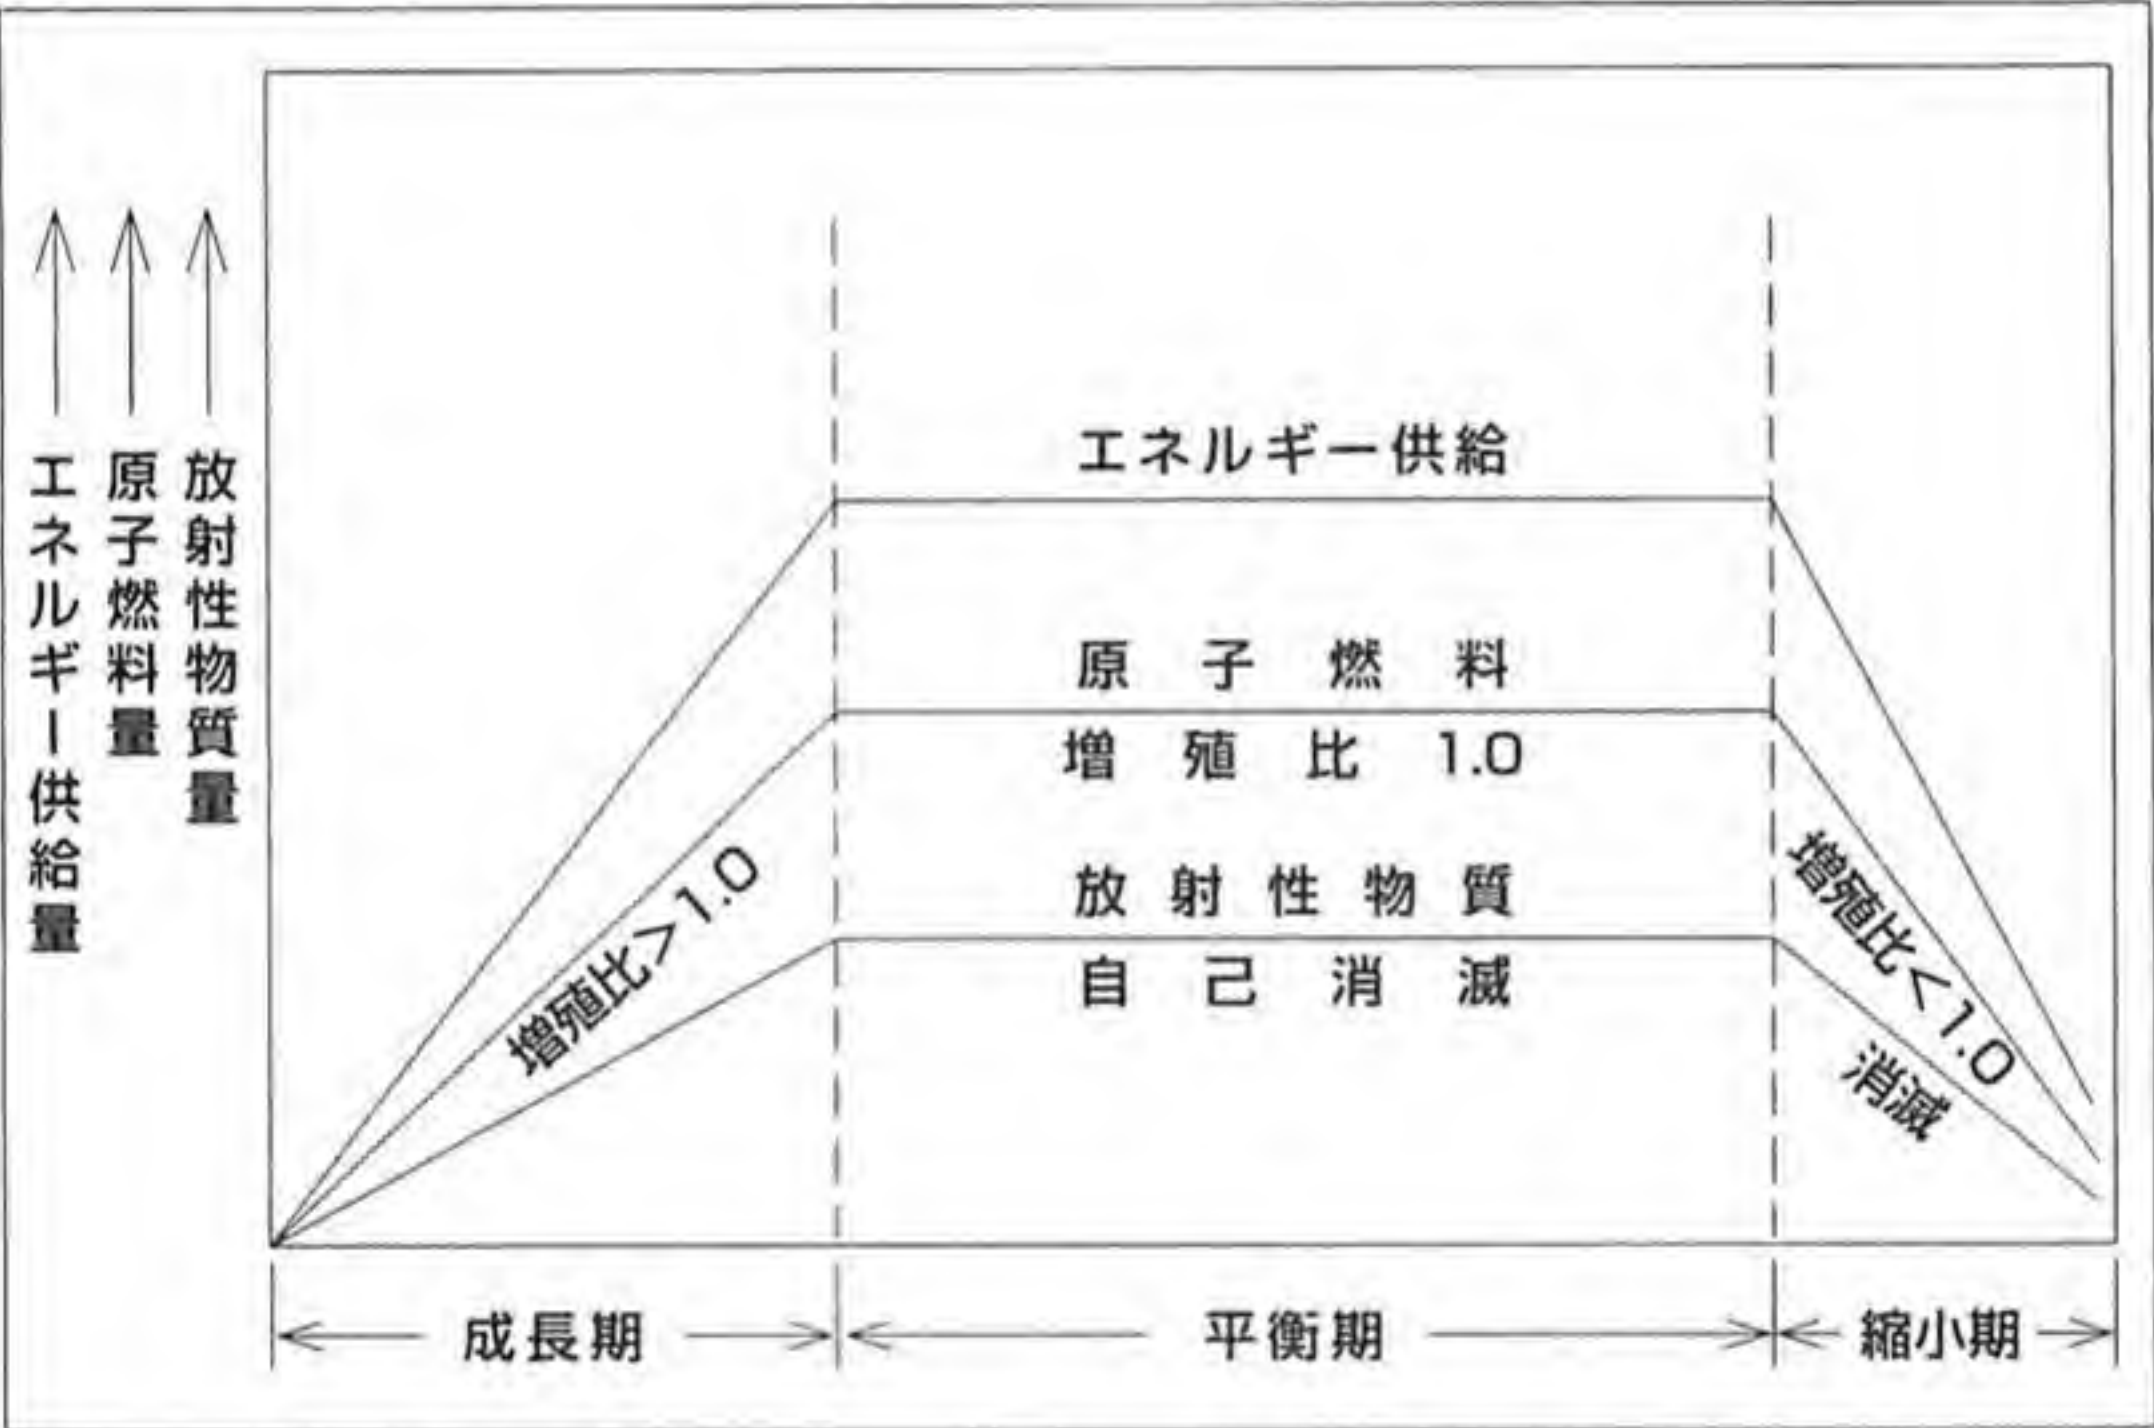 エネルギー供給量
原子燃料量
放射性物質量
エネルギー供給
原子燃料
増殖比 1.0
放射性物質
自己消滅
増殖比>1.0
増殖比<1.0
消滅
成長期
平衡期
縮小期